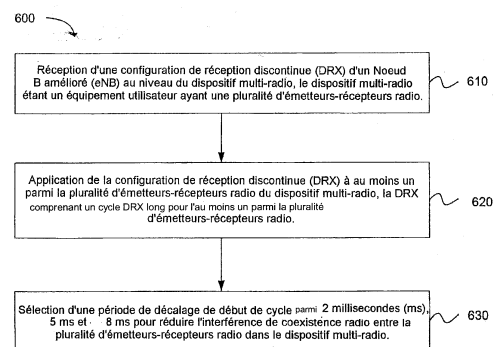 600
Réception d'une configuration de réception discontinue (DRX) d'un Noeud
B amélioré (eNB) au niveau du dispositif multi-radio, le dispositif multi-radio
étant un équipement utilisateur ayant une pluralité d'émetteurs-récepteurs radio.
610
Application de la configuration de réception discontinue (DRX) à au moins un
parmi la pluralité d'émetteurs-récepteurs radio du dispositif multi-radio, la DRX
comprenant un cycle DRX long pour l'au moins un parmi la pluralité
d'émetteurs-récepteurs radio.
620
Sélection d'une période de décalage de début de cycle parmi 2 millisecondes (ms),
5 ms et 8 ms pour réduire l'interférence de coexistence radio entre la
pluralité d'émetteurs-récepteurs radio dans le dispositif multi-radio.
630